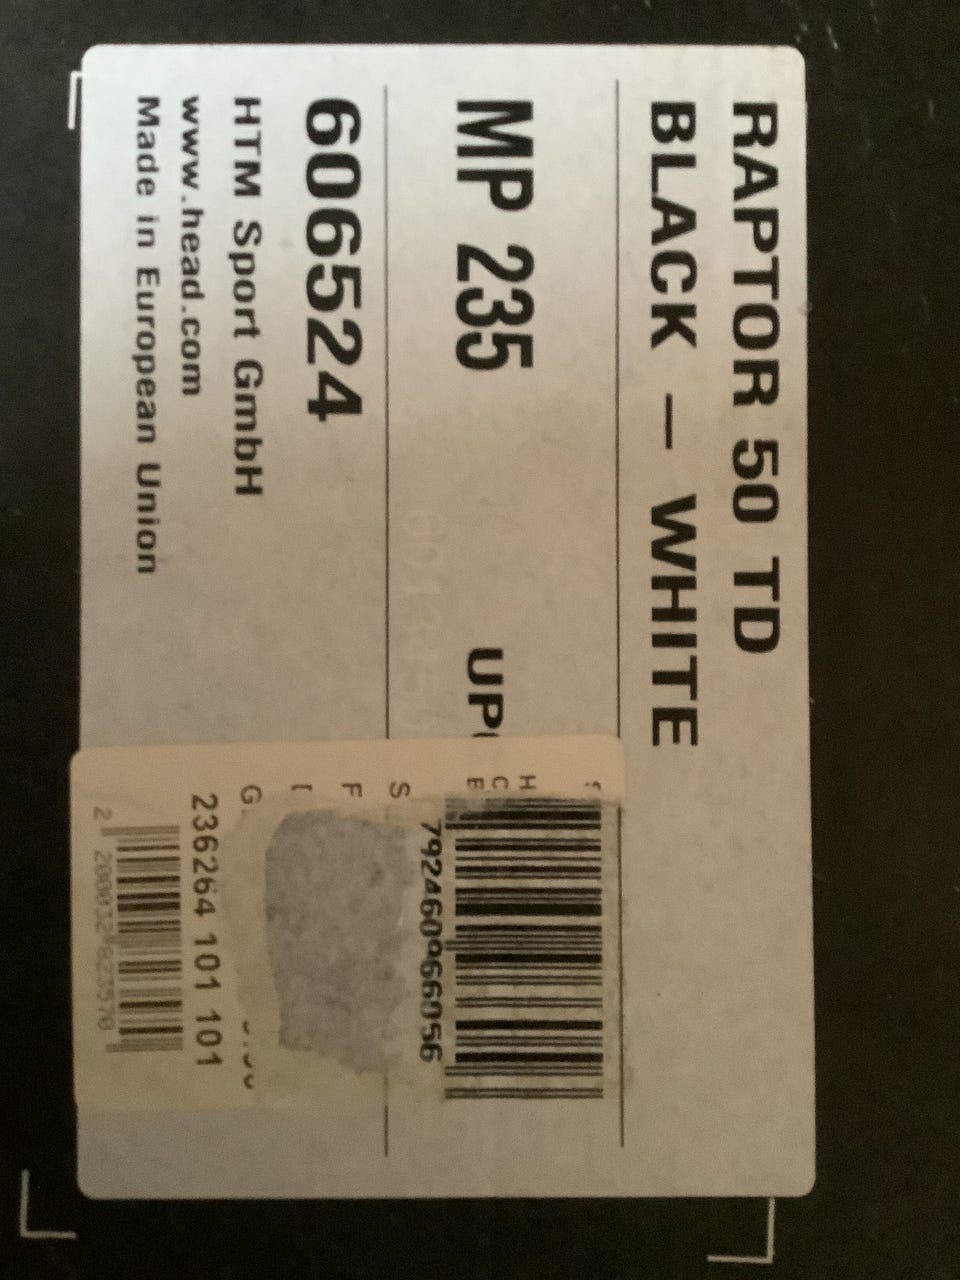 RAPTOR 50 TD
BLACK — WHITE
MP 235
UP
606524
HTM Sport GmbH
www.head.com
Made in European Union
H
C
E
792460966056
S
F
G
236264 101 101